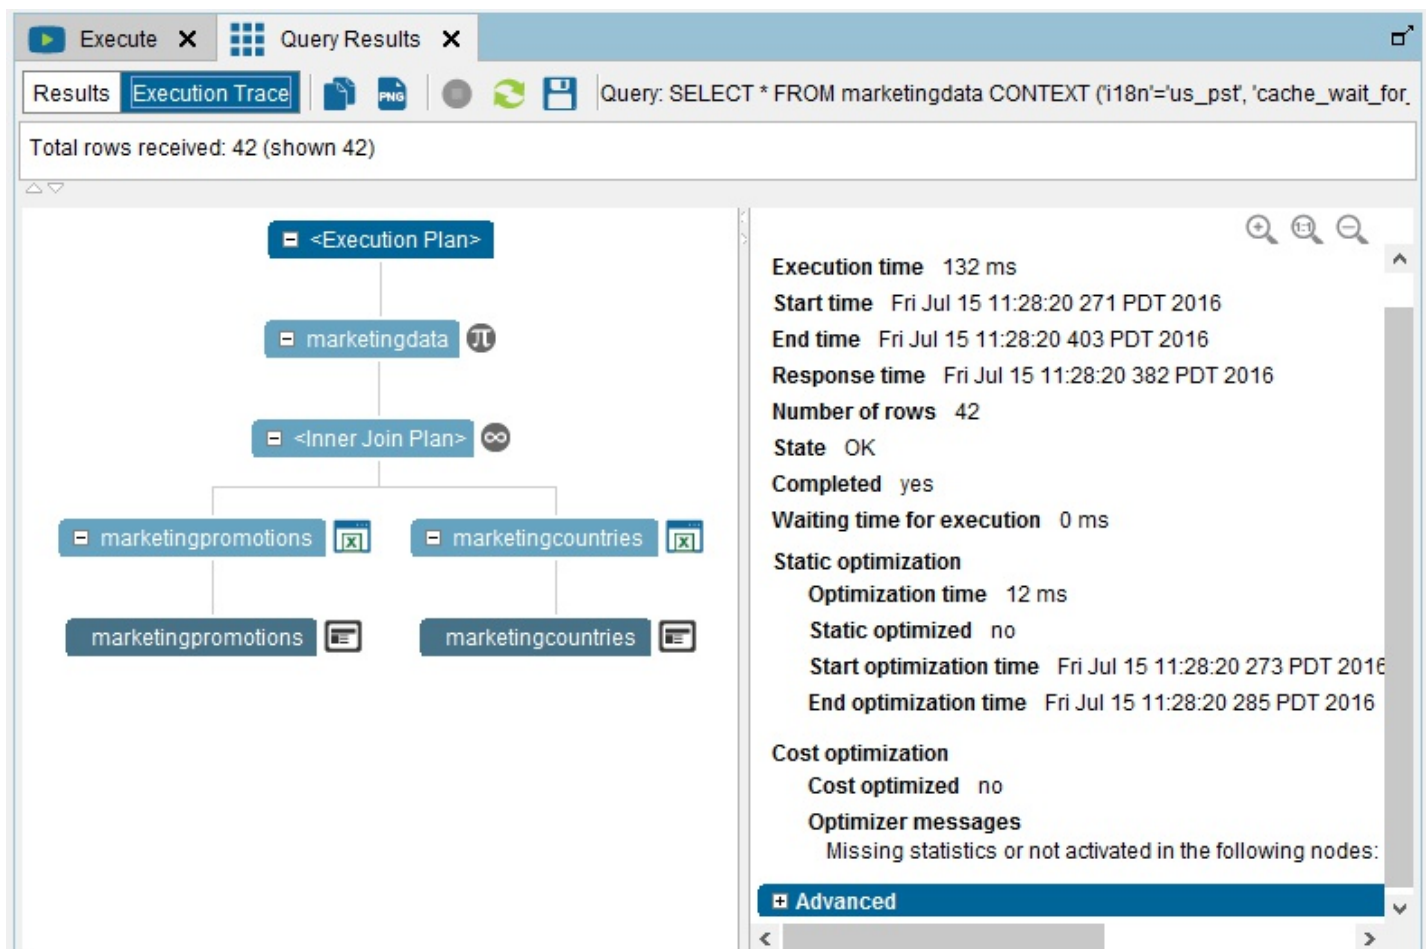 Execute Query Results
Results Execution Trace PNG Query: SELECT * FROM marketingdata CONTEXT ('i18n'='us_pst', 'cache_wait_for_
Total rows received: 42 (shown 42)
<Execution Plan>
marketingdata π
<Inner Join Plan> ∞
marketingpromotions X marketingcountries X
marketingpromotions marketingcountries
1:1
Execution time 132 ms
Start time Fri Jul 15 11:28:20 271 PDT 2016
End time Fri Jul 15 11:28:20 403 PDT 2016
Response time Fri Jul 15 11:28:20 382 PDT 2016
Number of rows 42
State OK
Completed yes
Waiting time for execution 0 ms
Static optimization
Optimization time 12 ms
Static optimized no
Start optimization time Fri Jul 15 11:28:20 273 PDT 2016
End optimization time Fri Jul 15 11:28:20 285 PDT 2016
Cost optimization
Cost optimized no
Optimizer messages
Missing statistics or not activated in the following nodes:
Advanced